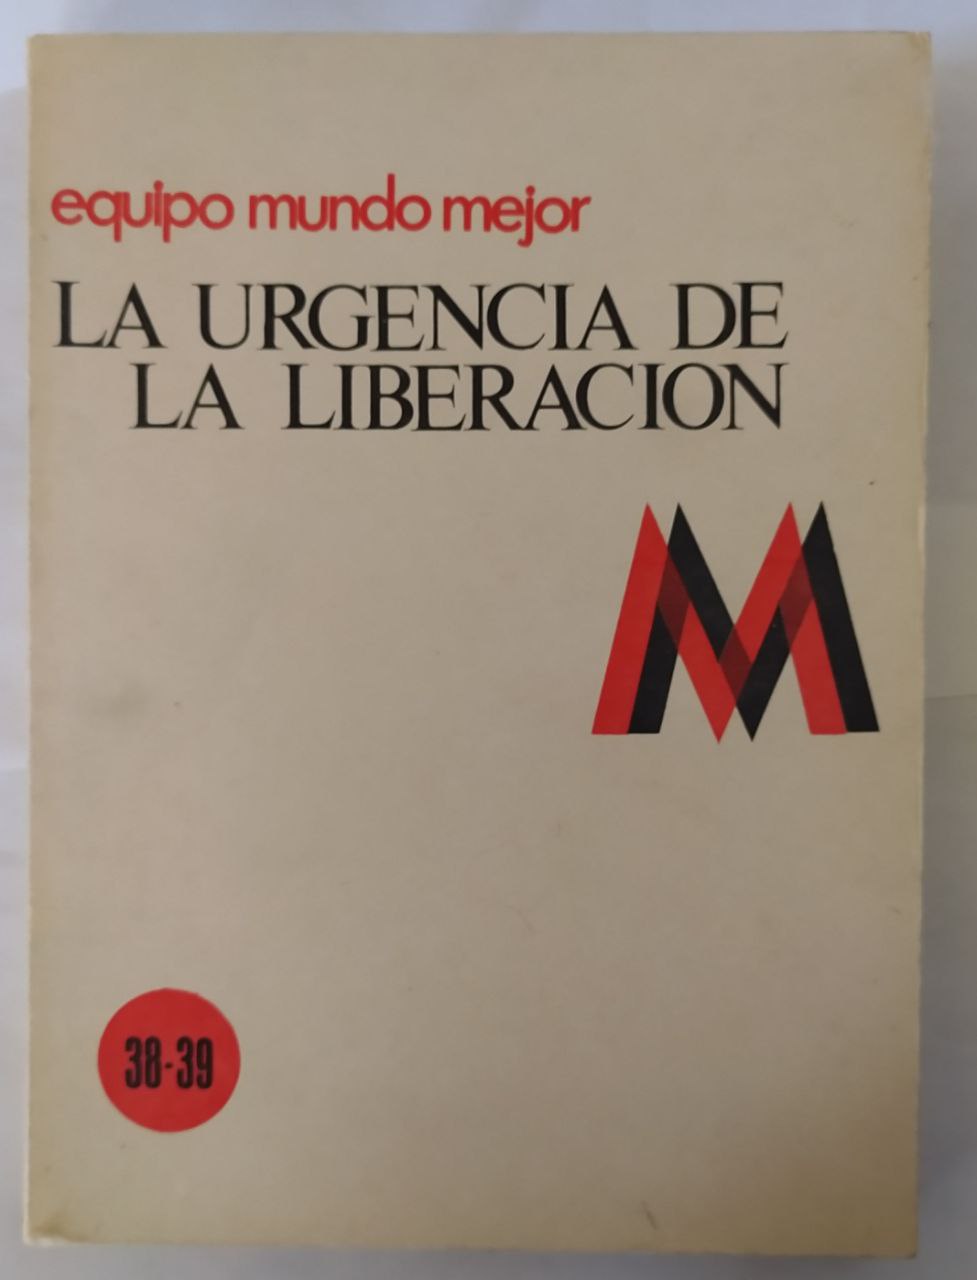 equipo mundo mejor
LA URGENCIA DE
LA LIBERACION
M
38-39